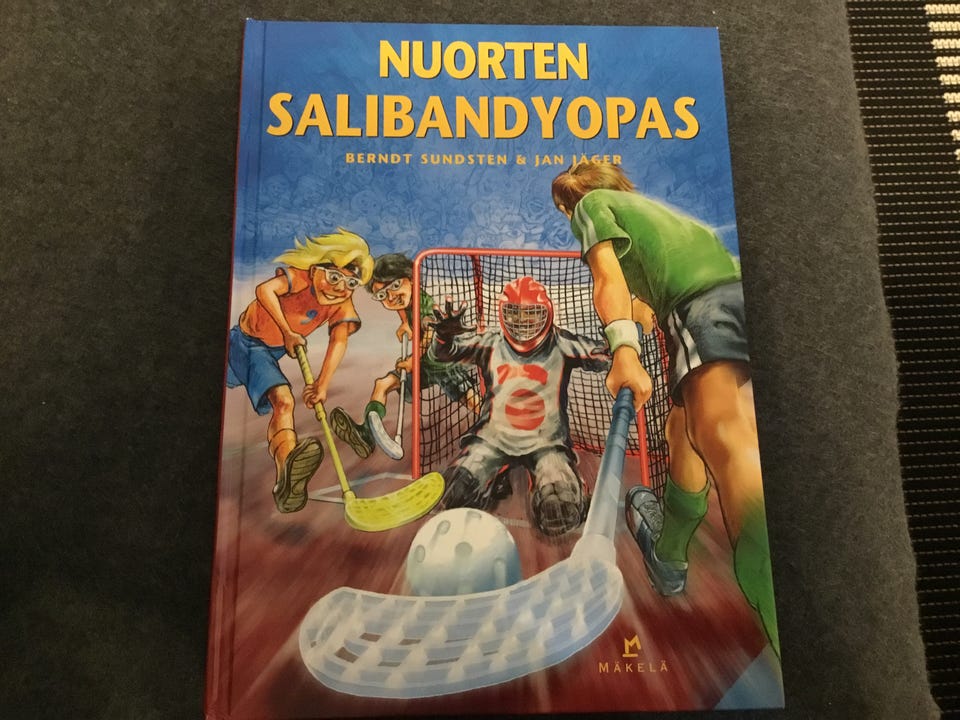 NUORTEN
SALIBANDYOPAS
BERNDT SUNDSTEN & JAN JÄGER
MÄKELÄ